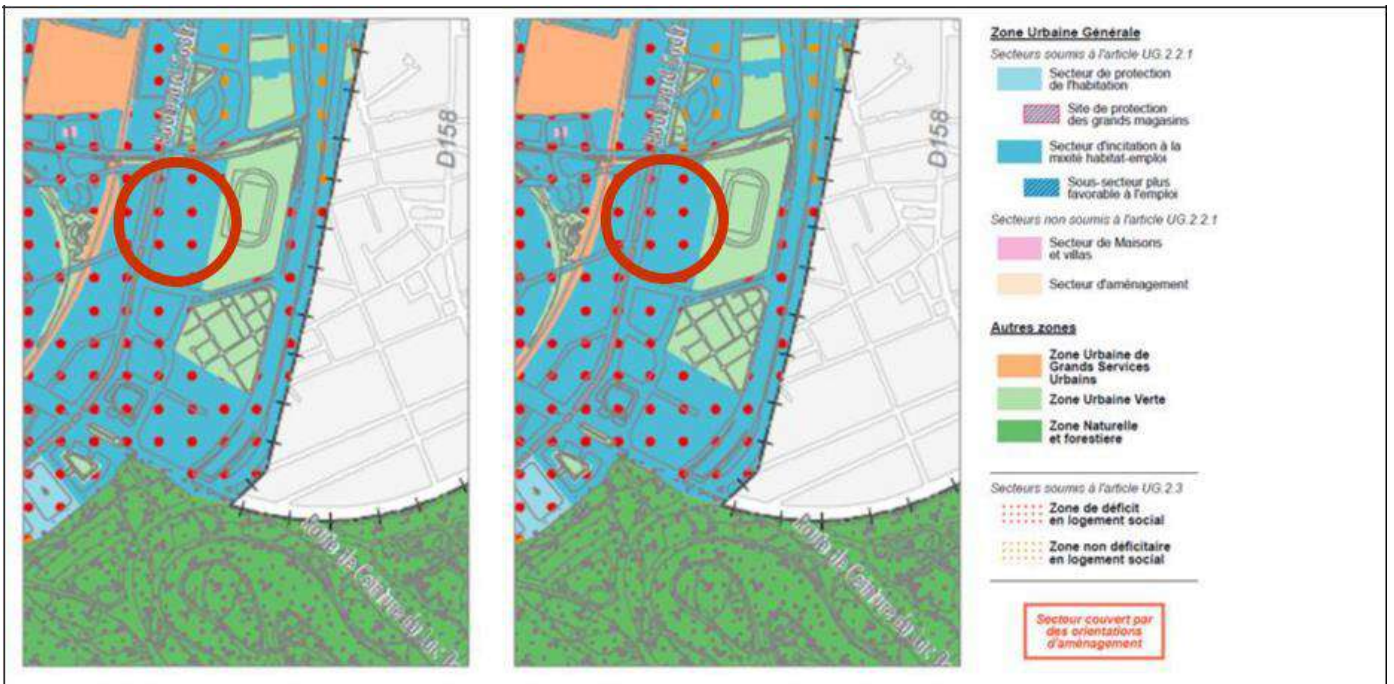 D158
D158
Zone Urbaine Générale
Secteurs soumis à l'article UG.2.2.1
Secteur de protection
de l'habitation
Site de protection
des grands magasins
Secteur d'incitation à la
mixité habitat-emploi
Sous-secteur plus
favorable à l'emploi
Secteurs non soumis à l'article UG.2.2.1
Secteur de Maisons
et villas
Secteur d'aménagement
Autres zones
Zone Urbaine de
Grands Services
Urbains
Zone Urbaine Verte
Zone Naturelle
et forestiere
Secteurs soumis à l'article UG.2.3
Zone de déficit
en logement social
Zone non déficitaire
en logement social
Secteur couvert par
des orientations
d'aménagement